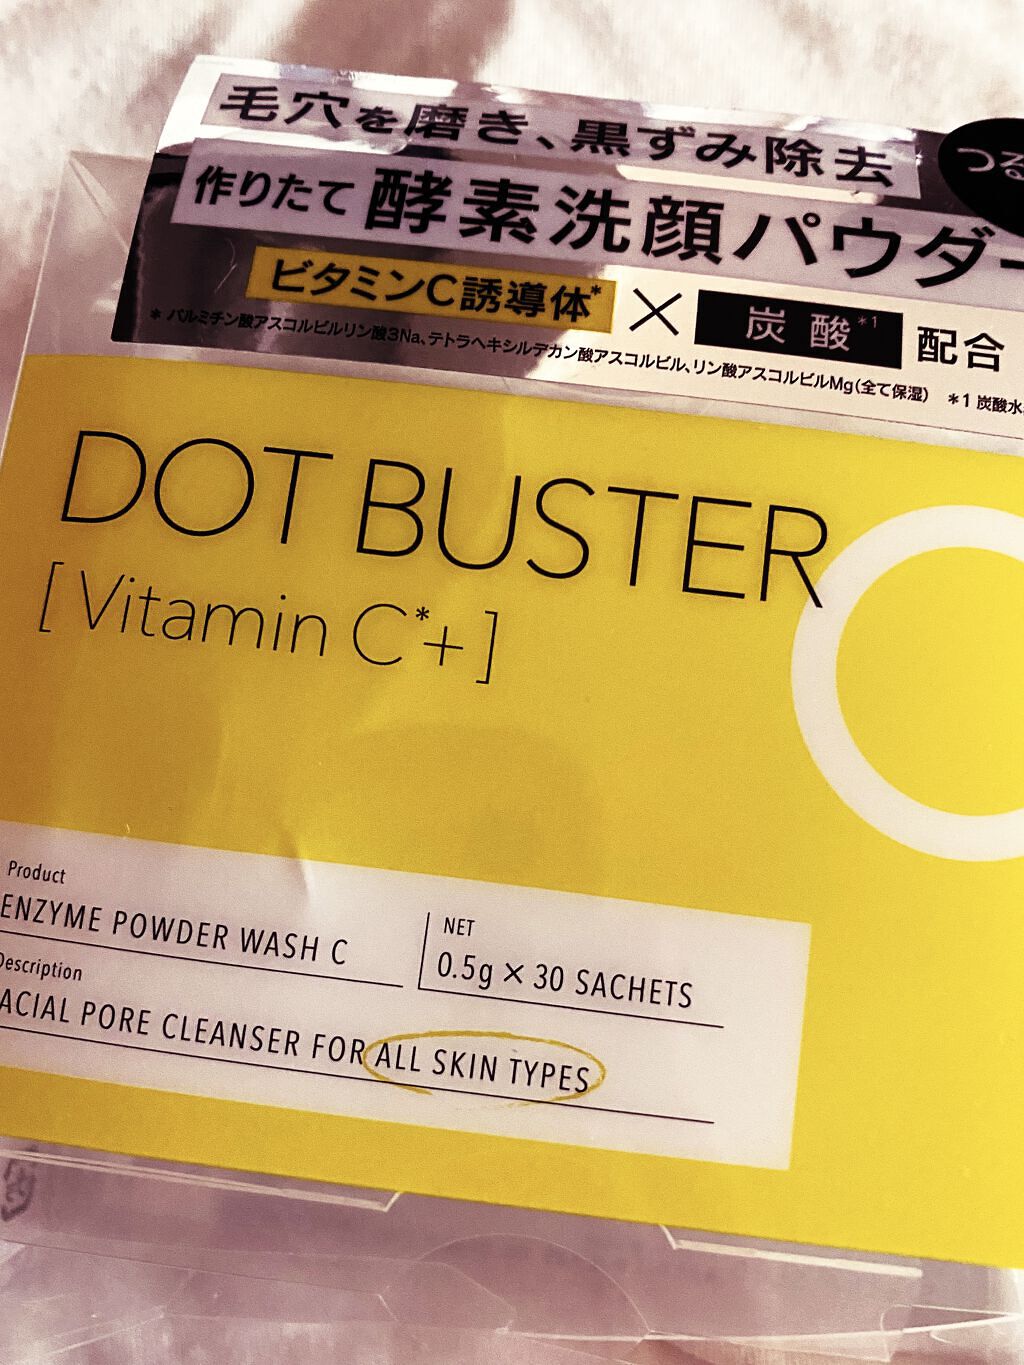 毛穴を磨き、黒ずみ除去
つる
作りたて 酵素洗顔パウダー
ビタミンC誘導体* × 炭酸*1 配合
* パルミチン酸アスコルビルリン酸3Na、テトラヘキシルデカン酸アスコルビル、リン酸アスコルビルMg(全て保湿) *1 炭酸水
DOT BUSTER
[Vitamin C*+]
Product
ENZYME POWDER WASH C
NET
0.5g × 30 SACHETS
Description
ACIAL PORE CLEANSER FOR ALL SKIN TYPES